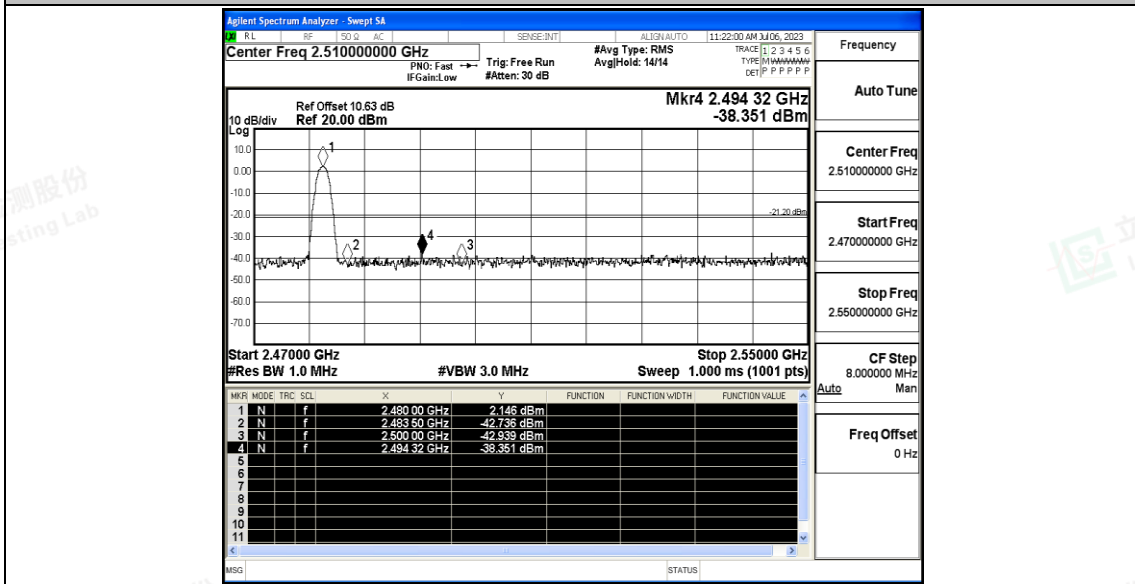 Agilent Spectrum Analyzer - Swept SA
RL RF 50 Ω AC SENSE:INT ALIGN AUTO 11:22:00 AM Jul 06, 2023
Center Freq 2.510000000 GHz
PNO: Fast
IFGain:Low
Trig: Free Run
#Atten: 30 dB
#Avg Type: RMS
Avg|Hold: 14/14
TRACE 1 2 3 4 5 6
TYPE M WWWWW
DET P P P P P P
Ref Offset 10.63 dB
10 dB/div Ref 20.00 dBm
Log
Mkr4 2.494 32 GHz
-38.351 dBm
10.0
0.00
-10.0
-20.0
-30.0
-40.0
-50.0
-60.0
-70.0
1
2
4
3
-21.20 dBm
Start 2.47000 GHz Stop 2.55000 GHz
#Res BW 1.0 MHz #VBW 3.0 MHz Sweep 1.000 ms (1001 pts)
MKR MODE TRC SCL X Y FUNCTION FUNCTION WIDTH FUNCTION VALUE
1 N f 2.480 00 GHz 2.146 dBm
2 N f 2.483 50 GHz -42.736 dBm
3 N f 2.500 00 GHz -42.939 dBm
4 N f 2.494 32 GHz -38.351 dBm
5
6
7
8
9
10
11
MSG STATUS
Frequency
Auto Tune
Center Freq
2.510000000 GHz
Start Freq
2.470000000 GHz
Stop Freq
2.550000000 GHz
CF Step
8.000000 MHz
Auto Man
Freq Offset
0 Hz
测股份
sting Lab
立